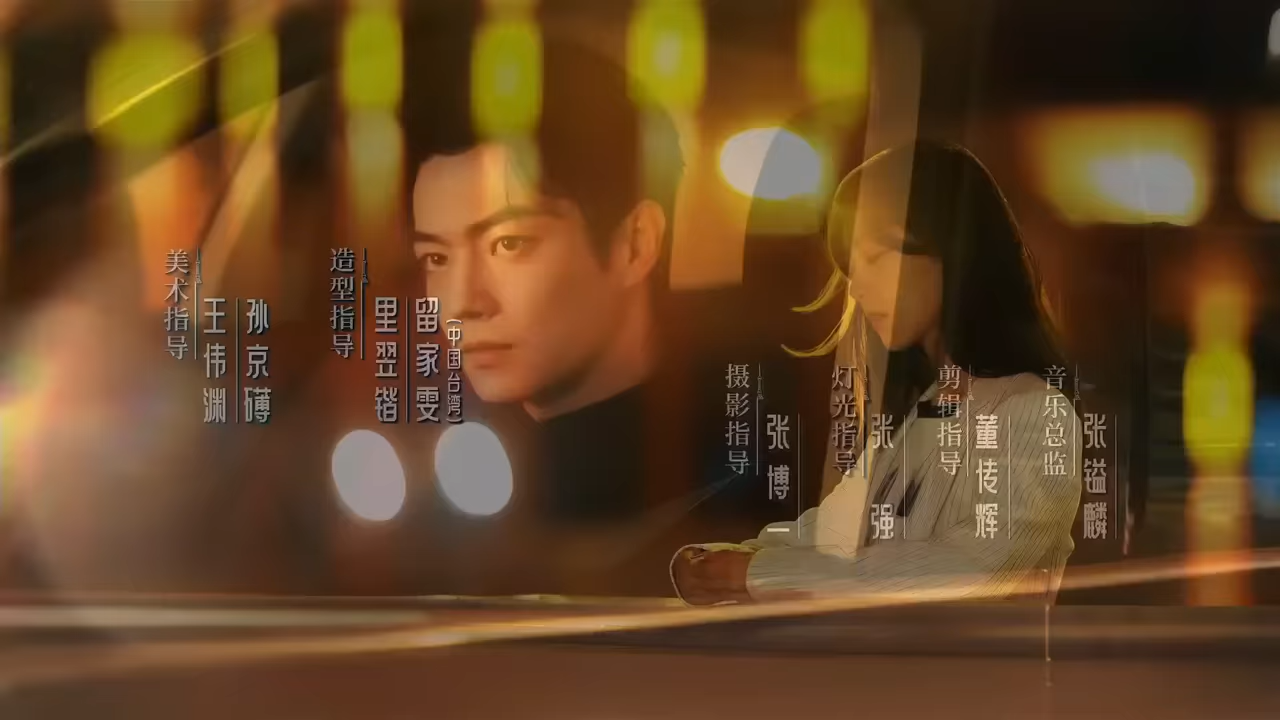 美术指导
王伟渊
孙京礴
造型指导
里翌锴
留家雯
(中国台湾)
摄影指导
张博一
灯光指导
张强
剪辑指导
董传辉
音乐总监
张镒麟